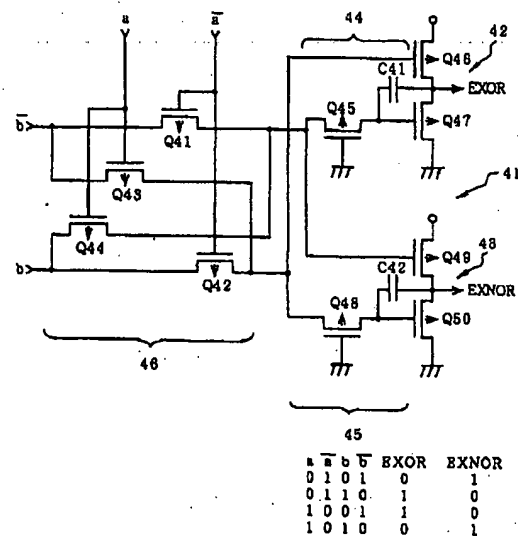 a
a̅
44
42
Q46
C41
EXOR
b̅
Q41
Q45
Q47
Q43
41
Q44
Q49
43
b
C42
Q42
EXNOR
Q48
Q50
46
45
a a̅ b b̅ EXOR EXNOR
0 1 0 1 0 1
0 1 1 0 1 0
1 0 0 1 1 0
1 0 1 0 0 1